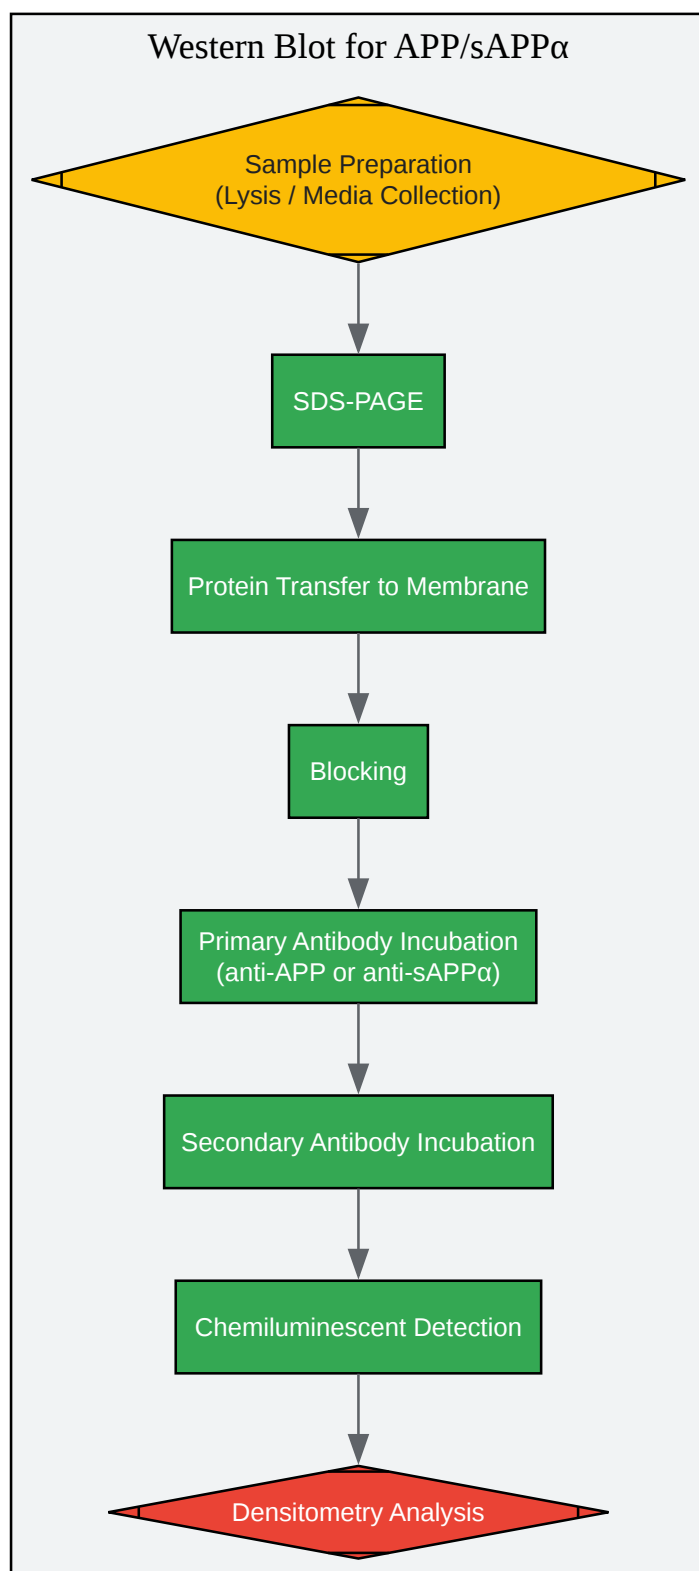 Western Blot for APP/sAPPα
Sample Preparation
(Lysis / Media Collection)
SDS-PAGE
Protein Transfer to Membrane
Blocking
Primary Antibody Incubation
(anti-APP or anti-sAPPα)
Secondary Antibody Incubation
Chemiluminescent Detection
Densitometry Analysis